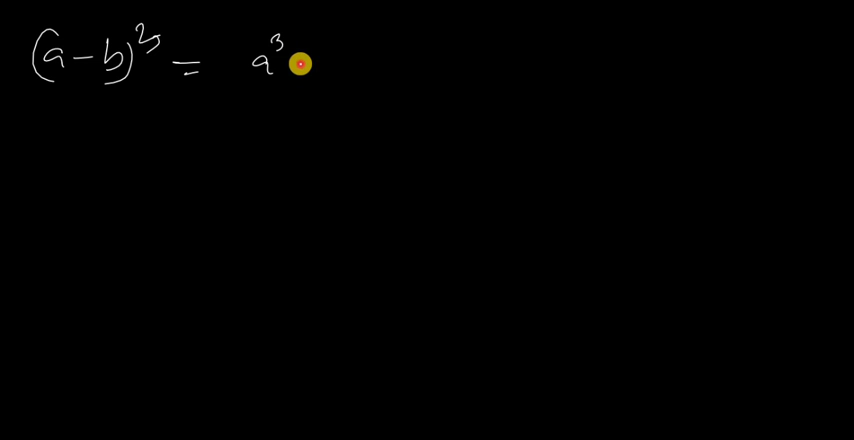 (a-b)³ = a³